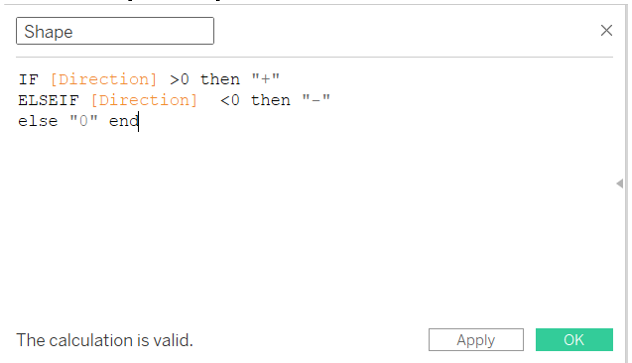 Shape
IF [Direction] >0 then "+"
ELSEIF [Direction]  <0 then "-"
else "0" end
The calculation is valid.
Apply
OK